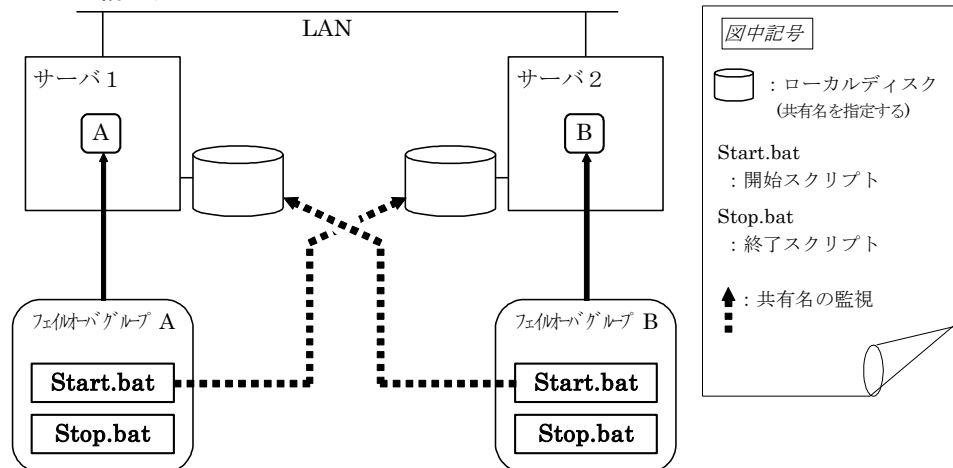 LAN
サーバ 1
A
サーバ 2
B
フェイルオーバグループ A
Start.bat
Stop.bat
フェイルオーバグループ B
Start.bat
Stop.bat
図中記号
：ローカルディスク
(共有名を指定する)
Start.bat
：開始スクリプト
Stop.bat
：終了スクリプト
：共有名の監視